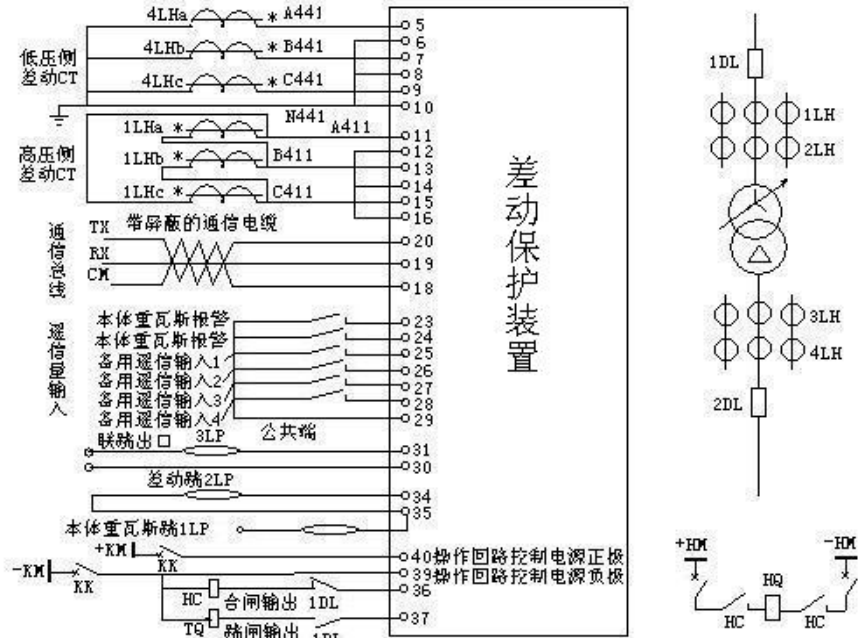 4LHa * A441
5
6
低压侧
差动CT
4LHb * B441
7
8
4LHc * C441
9
10
N441
1LHa *
A411
11
高压侧
差动CT
1LHb * B411
12
13
14
1LHc * C411
15
16
通信总线
TX
带屏蔽的通信电缆
20
RX
19
CM
18
遥信量输入
本体重瓦斯报警
23
本体重瓦斯报警
24
备用遥信输入1
25
备用遥信输入2
26
备用遥信输入3
27
28
备用遥信输入4
29
公共端
联跳出口
3LP
31
30
差动跳2LP
34
35
本体重瓦斯跳1LP
+KM
KK
40操作回路控制电源正极
-KM
KK
39操作回路控制电源负极
36
HC
合闸输出 1DL
TQ
跳闸输出 1DL
37
差动保护装置
1DL
1LH
2LH
3LH
4LH
2DL
+HM
-HM
HQ
HC
HC